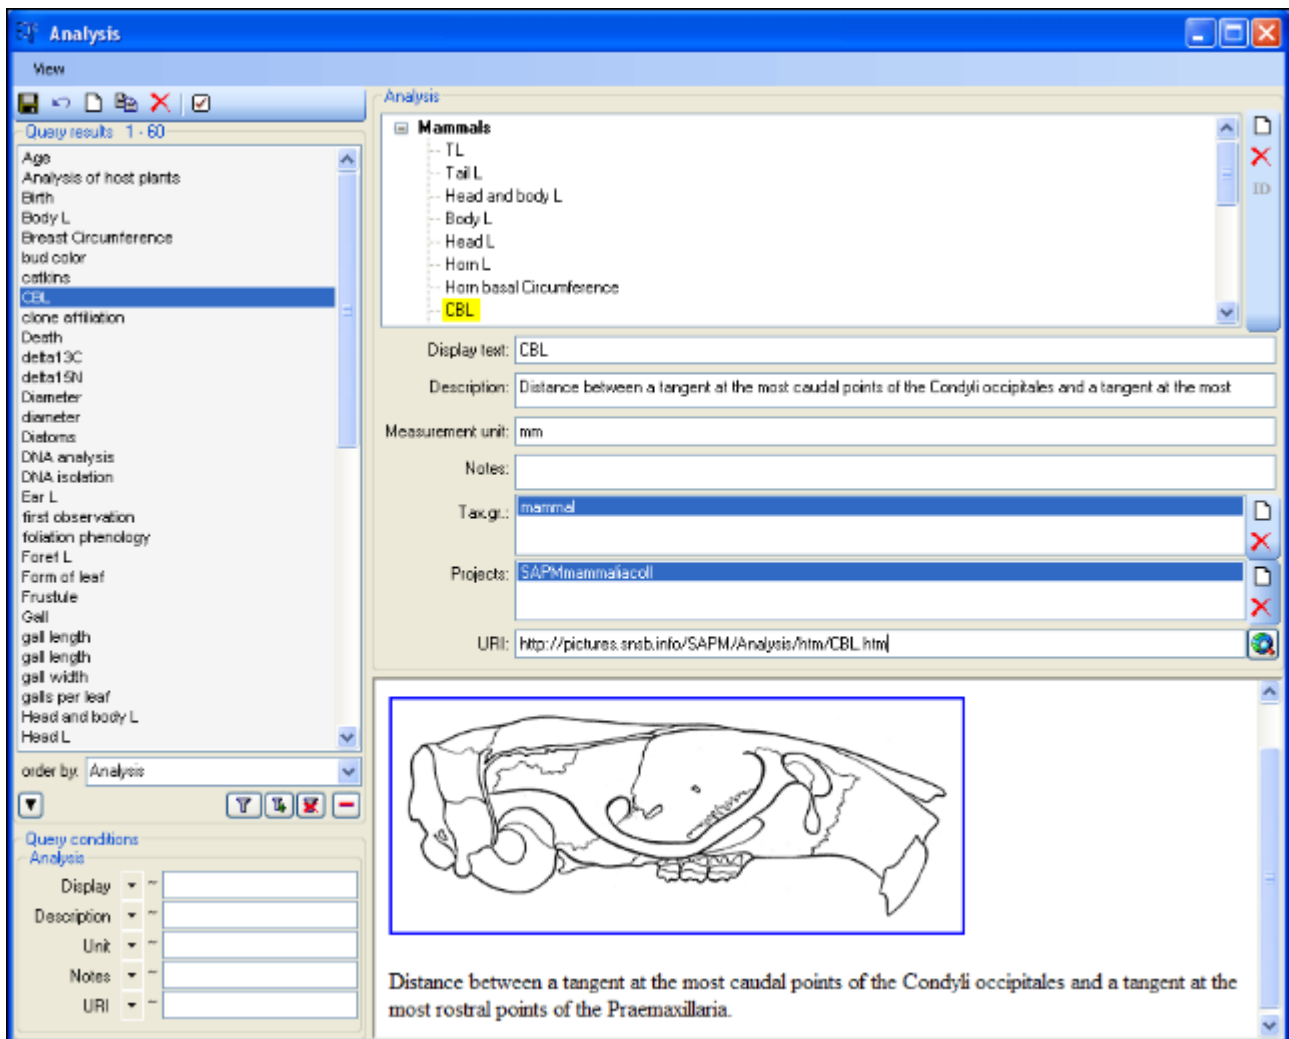 Analysis
View
Query results 1 - 60
Age
Analysis of host plants
Birth
Body L
Breast Circumference
bud color
catkins
CBL
clone affiliation
Death
delta13C
delta15N
Diameter
diameter
Diatoms
DNA analysis
DNA isolation
Ear L
first observation
foliation phenology
Foret L
Form of leaf
Frustule
Gall
gall length
gall length
gall width
galls per leaf
Head and body L
Head L
order by: Analysis
Query conditions
Analysis
Display ~
Description ~
Unit ~
Notes ~
URI ~
Analysis
Mammals
TL
Tail L
Head and body L
Body L
Head L
Horn L
Horn basal Circumference
CBL
ID
Display text: CBL
Description: Distance between a tangent at the most caudal points of the Condyli occipitales and a tangent at the most
Measurement unit: mm
Notes:
Tax.gr.: mammal
Projects: SAPMmammaliacoll
URI: http://pictures.snsb.info/SAPM/Analysis/htm/CBL.htm
Distance between a tangent at the most caudal points of the Condyli occipitales and a tangent at the
most rostral points of the Praemaxillaria.